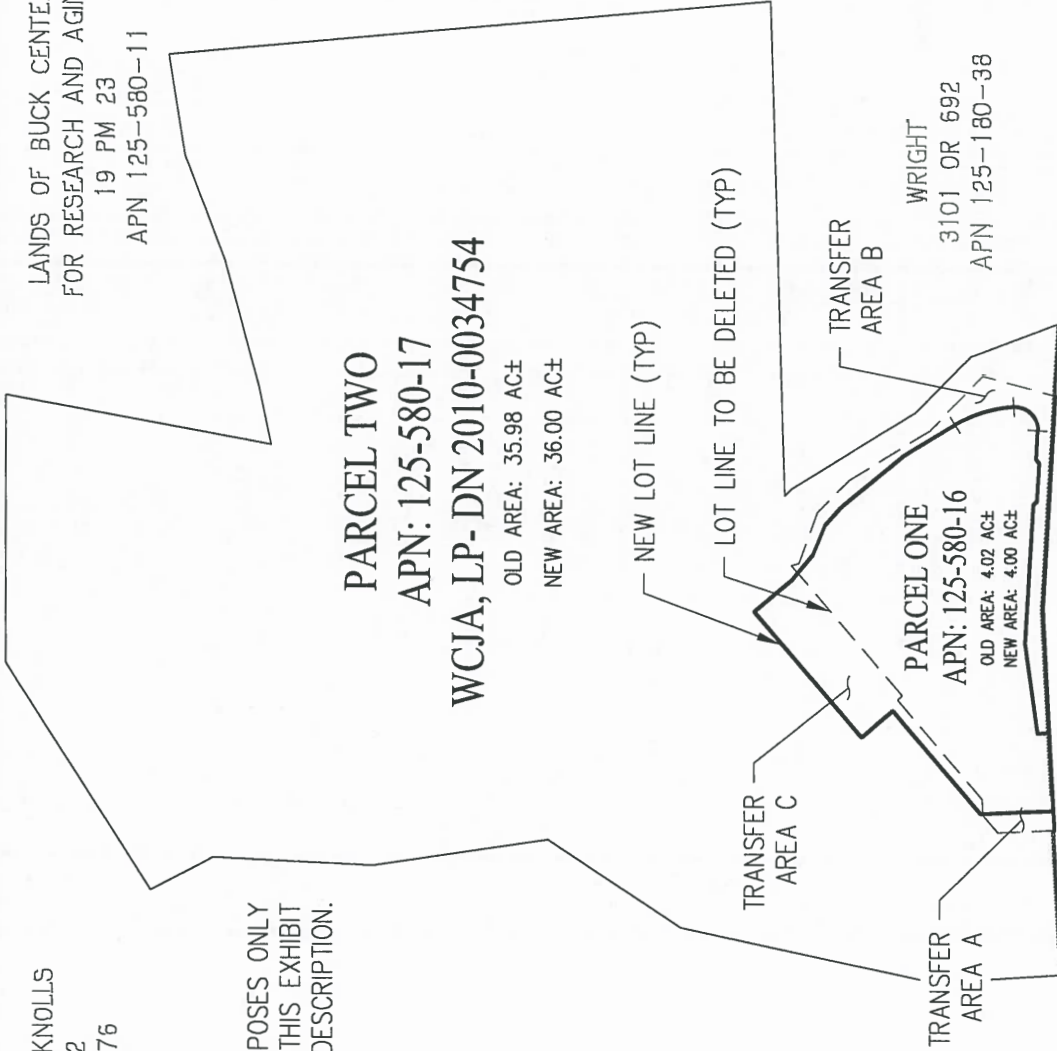 LANDS OF BUCK CENTE
FOR RESEARCH AND AGIN
19 PM 23
APN 125-580-11
KNOLLS
2
76
POSES ONLY
THIS EXHIBIT
DESCRIPTION.
PARCEL TWO
APN: 125-580-17
WCJA, LP- DN 2010-0034754
OLD AREA: 35.98 AC±
NEW AREA: 36.00 AC±
NEW LOT LINE (TYP)
LOT LINE TO BE DELETED (TYP)
TRANSFER
AREA B
WRIGHT
3101 OR 692
APN 125-180-38
PARCEL ONE
APN: 125-580-16
OLD AREA: 4.02 AC±
NEW AREA: 4.00 AC±
TRANSFER
AREA C
TRANSFER
AREA A